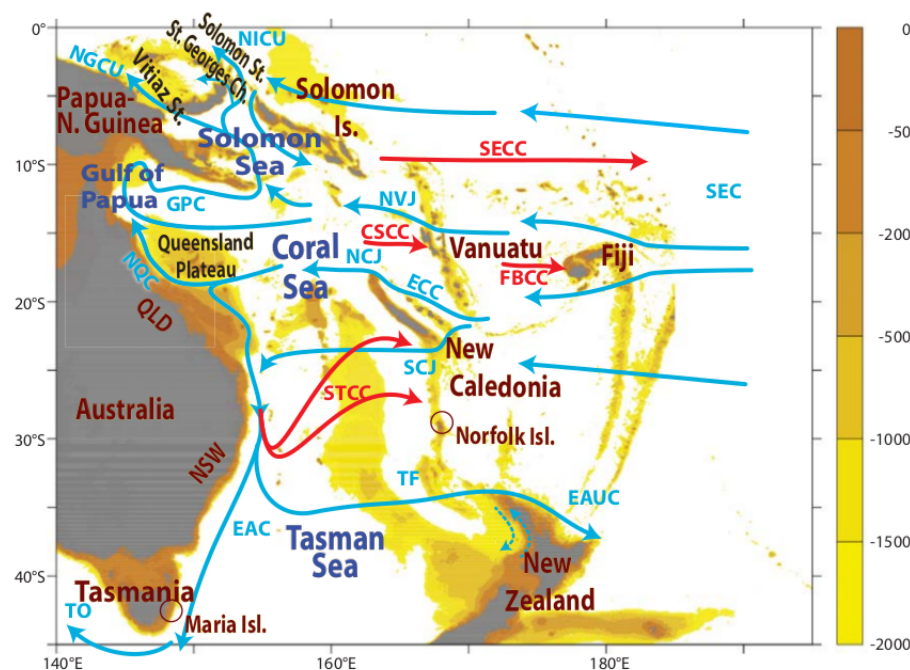 0°
10°S
20°S
30°S
40°S
140°E
160°E
180°E
0
-50
-200
-500
-1000
-1500
-2000
NGCU
Vitiaz St.
St. Georges Ch.
Solomon St.
NICU
Papua-
N. Guinea
Solomon
Is.
Solomon
Sea
SECC
SEC
Gulf of
Papua
GPC
NVJ
CSCC
Queensland
Plateau
Coral
Sea
NCJ
Vanuatu
Fiji
FBCC
NQC
ECC
QLD
SCJ
New
Caledonia
STCC
Australia
Norfolk Isl.
NSW
TF
EAUC
EAC
Tasman
Sea
New
Zealand
Tasmania
TO
Maria Isl.